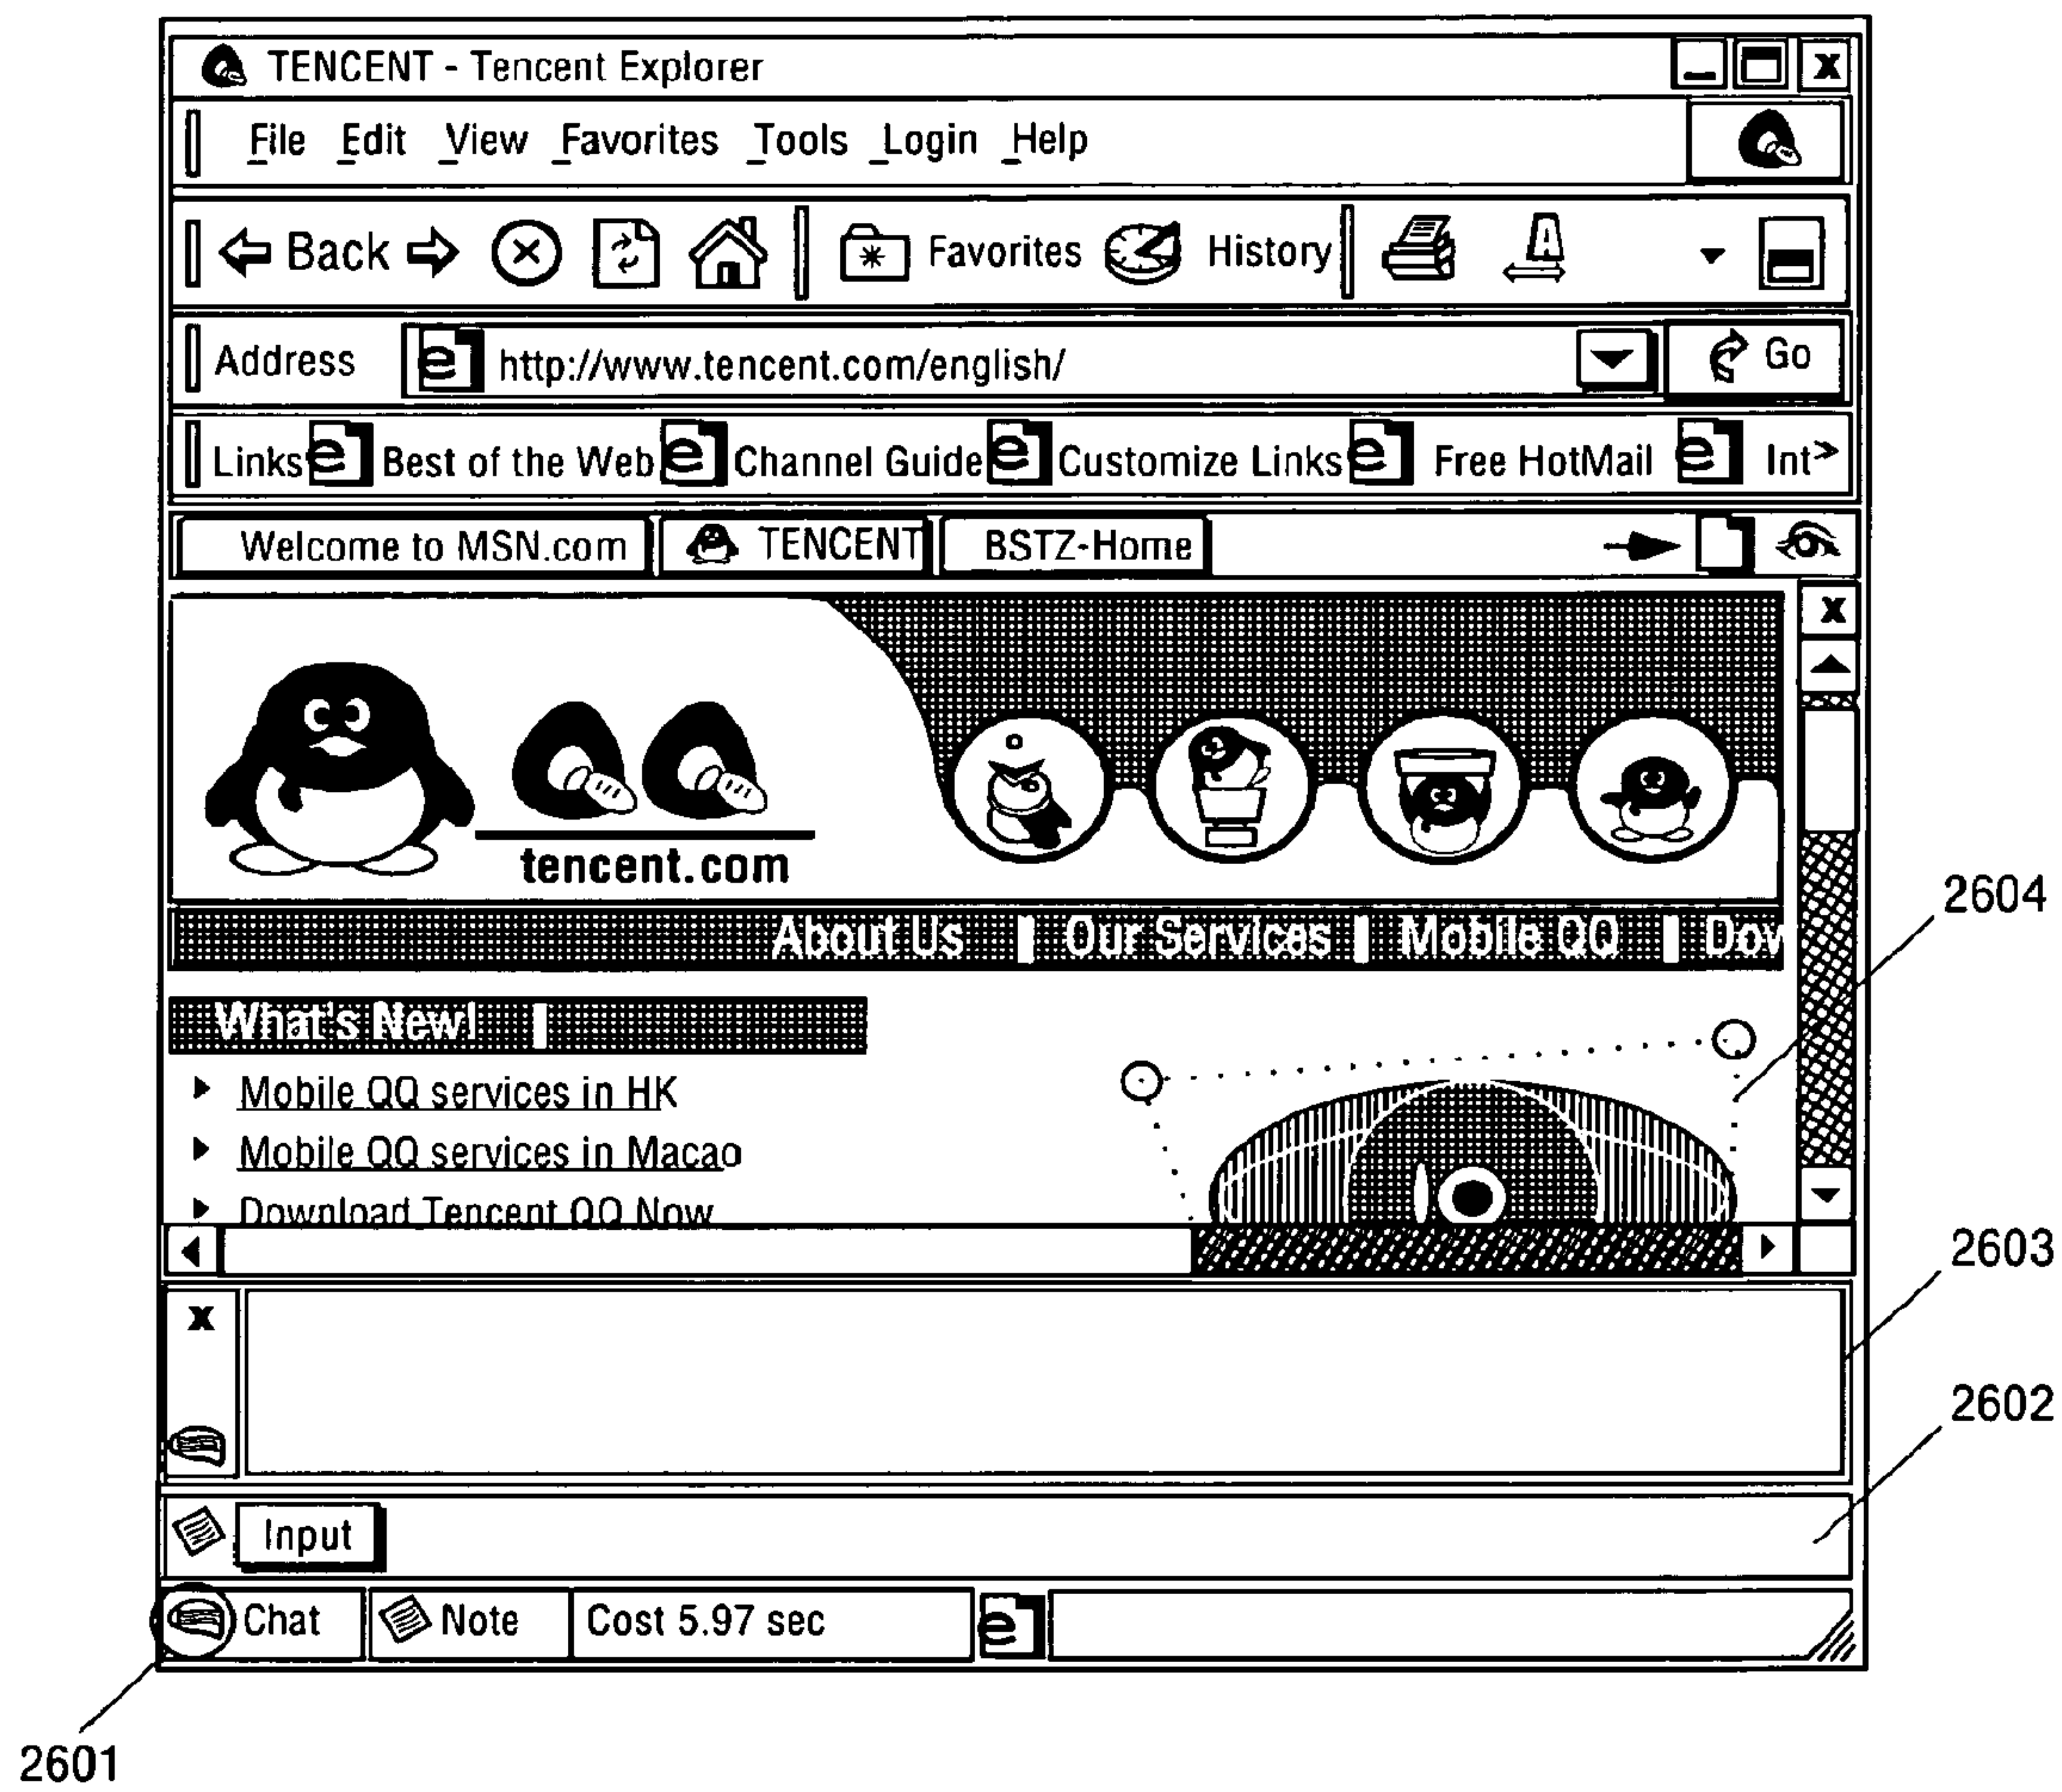 TENCENT - Tencent Explorer
File Edit View Favorites Tools Login Help
Back Favorites History
Address http://www.tencent.com/english/ Go
Links Best of the Web Channel Guide Customize Links Free HotMail Int
Welcome to MSN.com TENCENT BSTZ-Home
tencent.com
2604
About Us Our Services Mobile QQ Dow
What's New!
Mobile QQ services in HK
Mobile QQ services in Macao
Download Tencent QQ Now
2603
2602
Input
Chat Note Cost 5.97 sec
2601